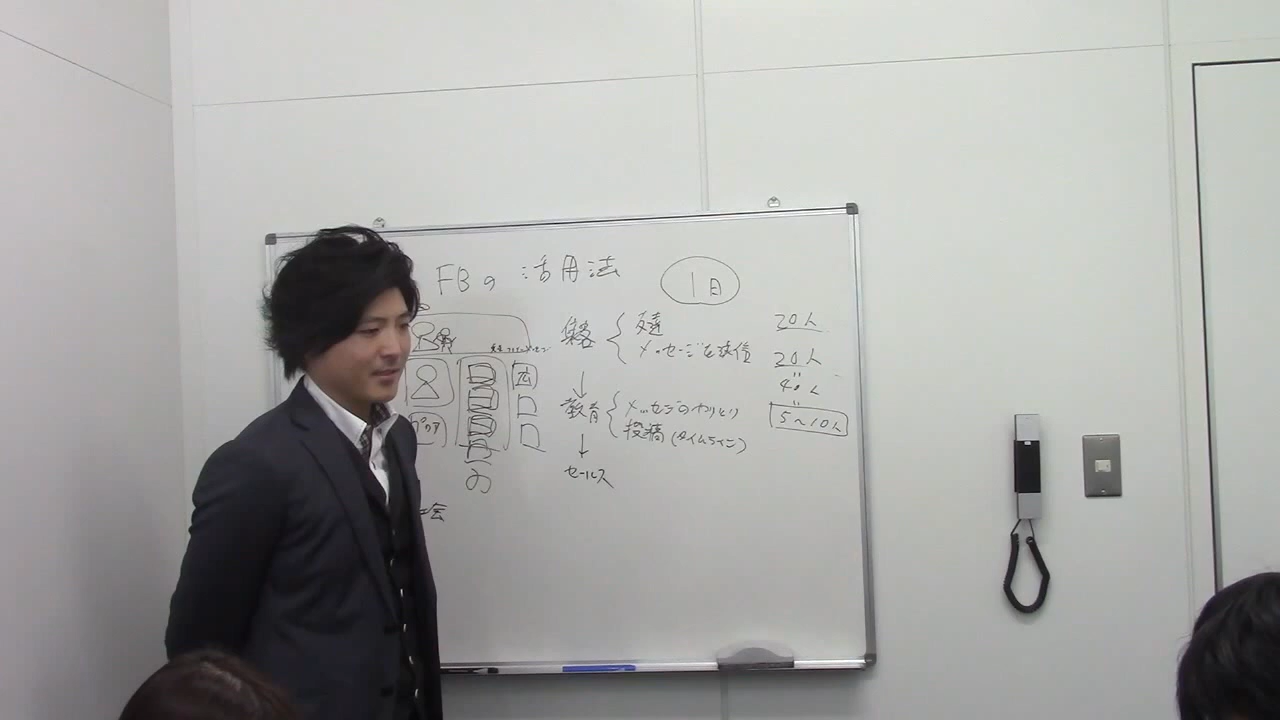 FBの活用法
1日
集客
友達
20人
メッセージを送信
20人
40人
教育
メッセージのやりとり
5〜10人
投稿(タイムライン)
セールス
広